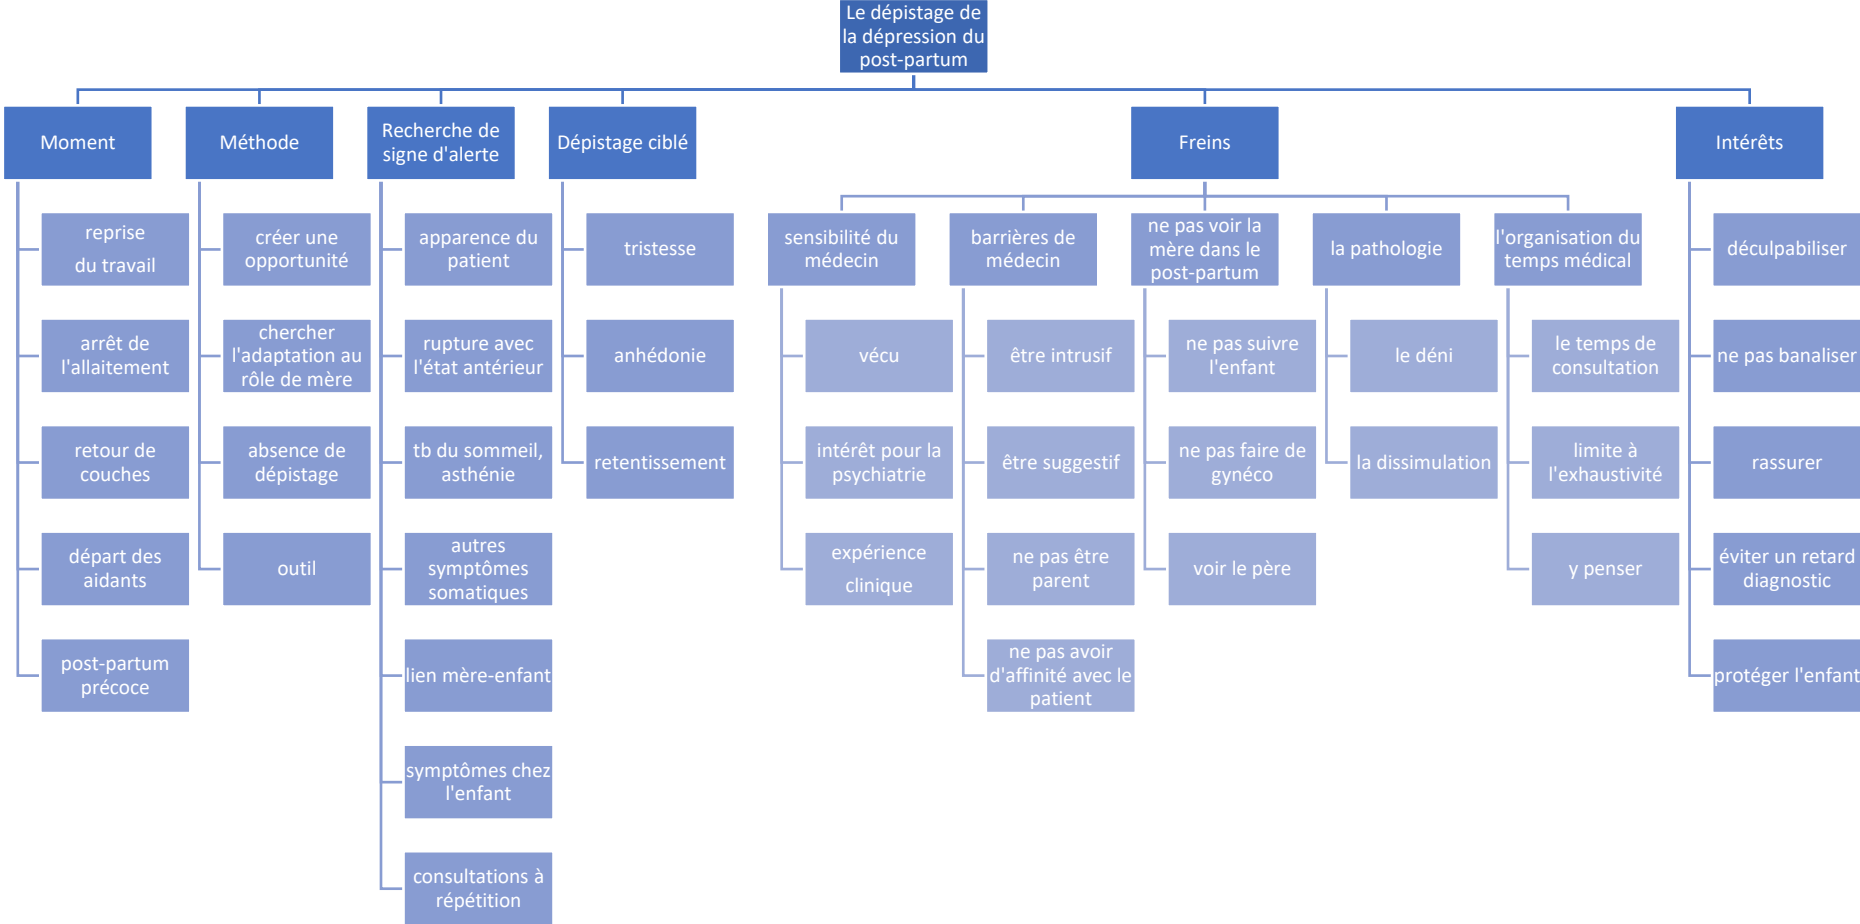 Le dépistage de
la dépression du
post-partum
Moment
Méthode
Recherche de
signe d'alerte
Dépistage ciblé
Freins
Intérêts
reprise
du travail
arrêt de
l'allaitement
retour de
couches
départ des
aidants
post-partum
précoce
créer une
opportunité
chercher
l'adaptation au
rôle de mère
absence de
dépistage
outil
apparence du
patient
rupture avec
l'état antérieur
tb du sommeil,
asthénie
autres
symptômes
somatiques
lien mère-enfant
symptômes chez
l'enfant
consultations à
répétition
tristesse
anhédonie
retentissement
sensibilité du
médecin
vécu
intérêt pour la
psychiatrie
expérience
clinique
barrières de
médecin
être intrusif
être suggestif
ne pas être
parent
ne pas avoir
d'affinité avec le
patient
ne pas voir la
mère dans le
post-partum
ne pas suivre
l'enfant
ne pas faire de
gynéco
voir le père
la pathologie
le déni
la dissimulation
l'organisation du
temps médical
le temps de
consultation
limite à
l'exhaustivité
y penser
déculpabiliser
ne pas banaliser
rassurer
éviter un retard
diagnostic
protéger l'enfant